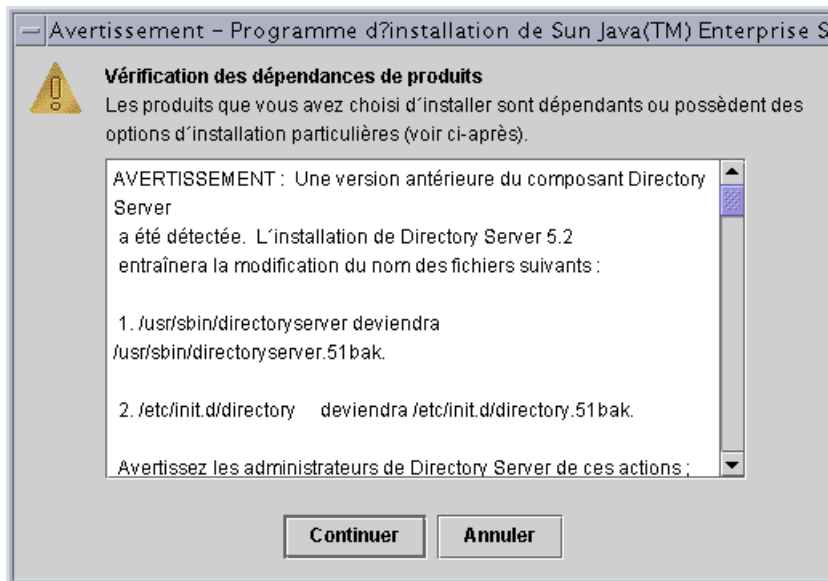 Avertissement – Programme d?installation de Sun Java(TM) Enterprise S
Vérification des dépendances de produits
Les produits que vous avez choisi d´installer sont dépendants ou possèdent des
options d´installation particulières (voir ci-après).
AVERTISSEMENT : Une version antérieure du composant Directory
Server
a été détectée. L´installation de Directory Server 5.2
entraînera la modification du nom des fichiers suivants :
1. /usr/sbin/directoryserver deviendra
/usr/sbin/directoryserver.51bak.
2. /etc/init.d/directory deviendra /etc/init.d/directory.51bak.
Avertissez les administrateurs de Directory Server de ces actions ;
Continuer Annuler